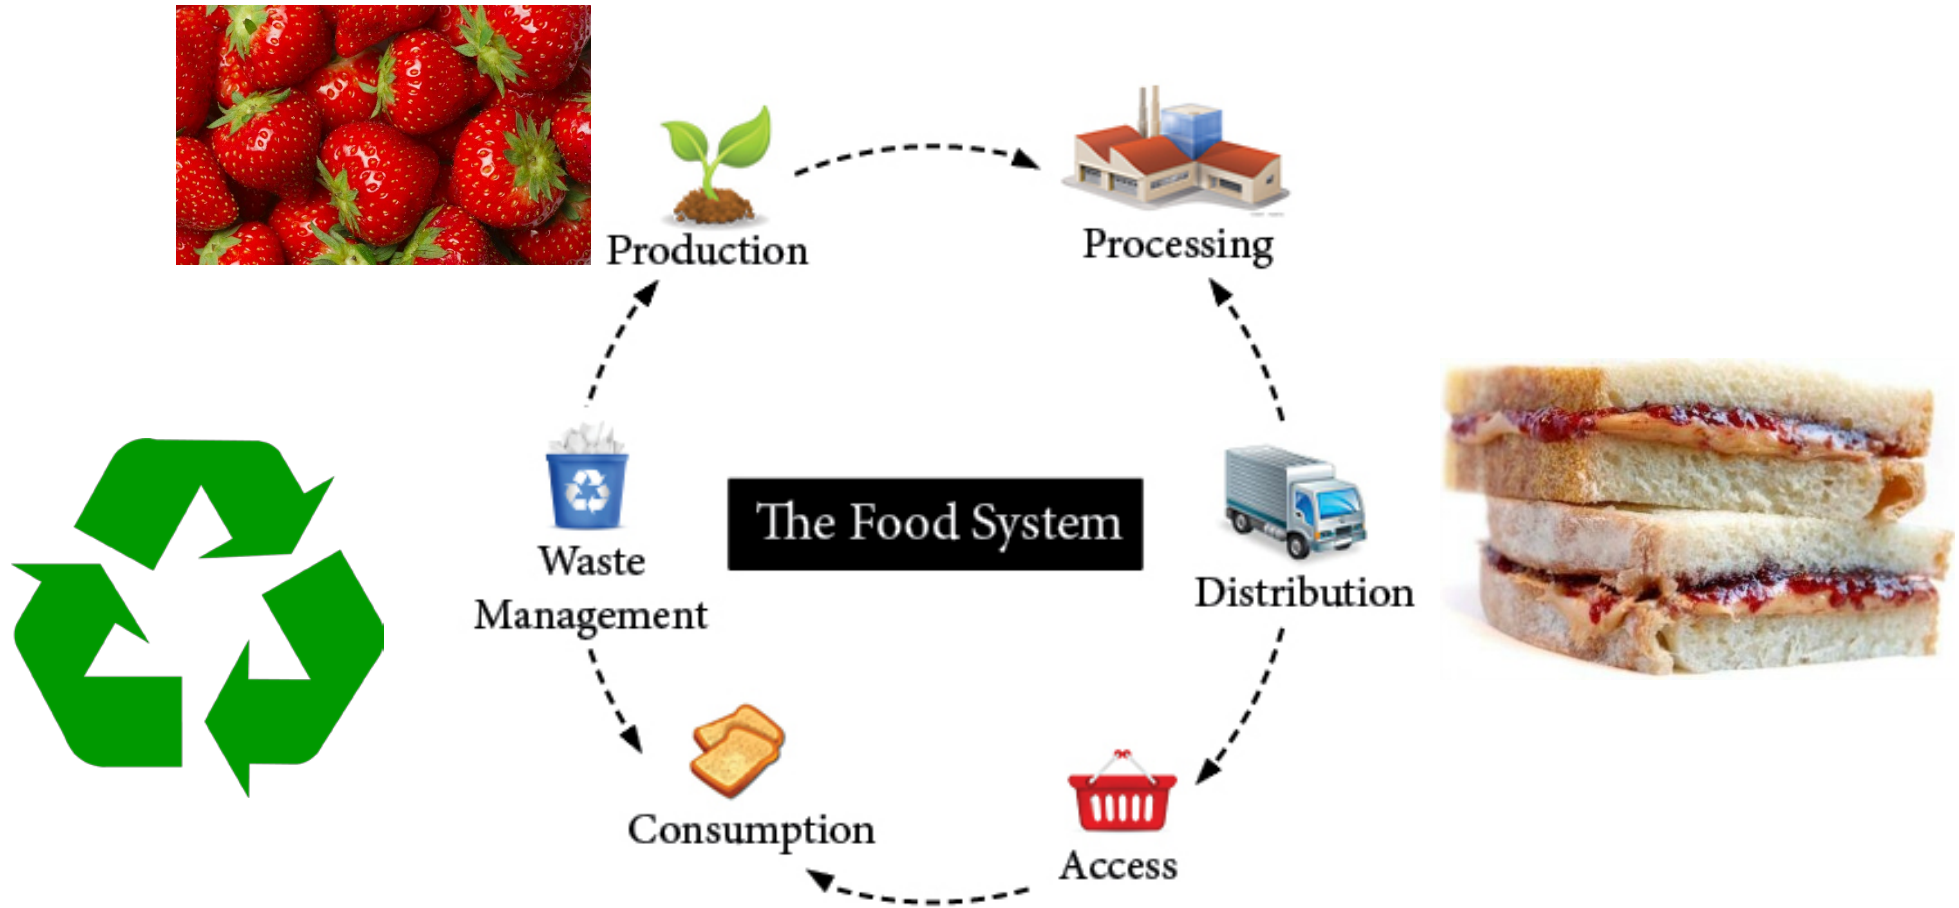 Production
Processing
Waste
Management
The Food System
Distribution
Consumption
Access